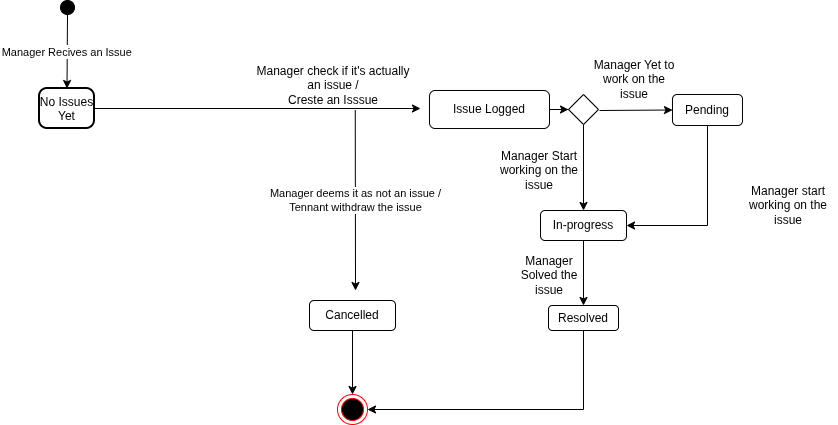 Manager Recives an Issue
No Issues
Yet
Manager check if it's actually
an issue /
Create an Isssue
Issue Logged
Manager Yet to
work on the
issue
Pending
Manager Start
working on the
issue
Manager deems it as not an issue /
Tennant withdraw the issue
Manager start
working on the
issue
In-progress
Manager
Solved the
issue
Cancelled
Resolved